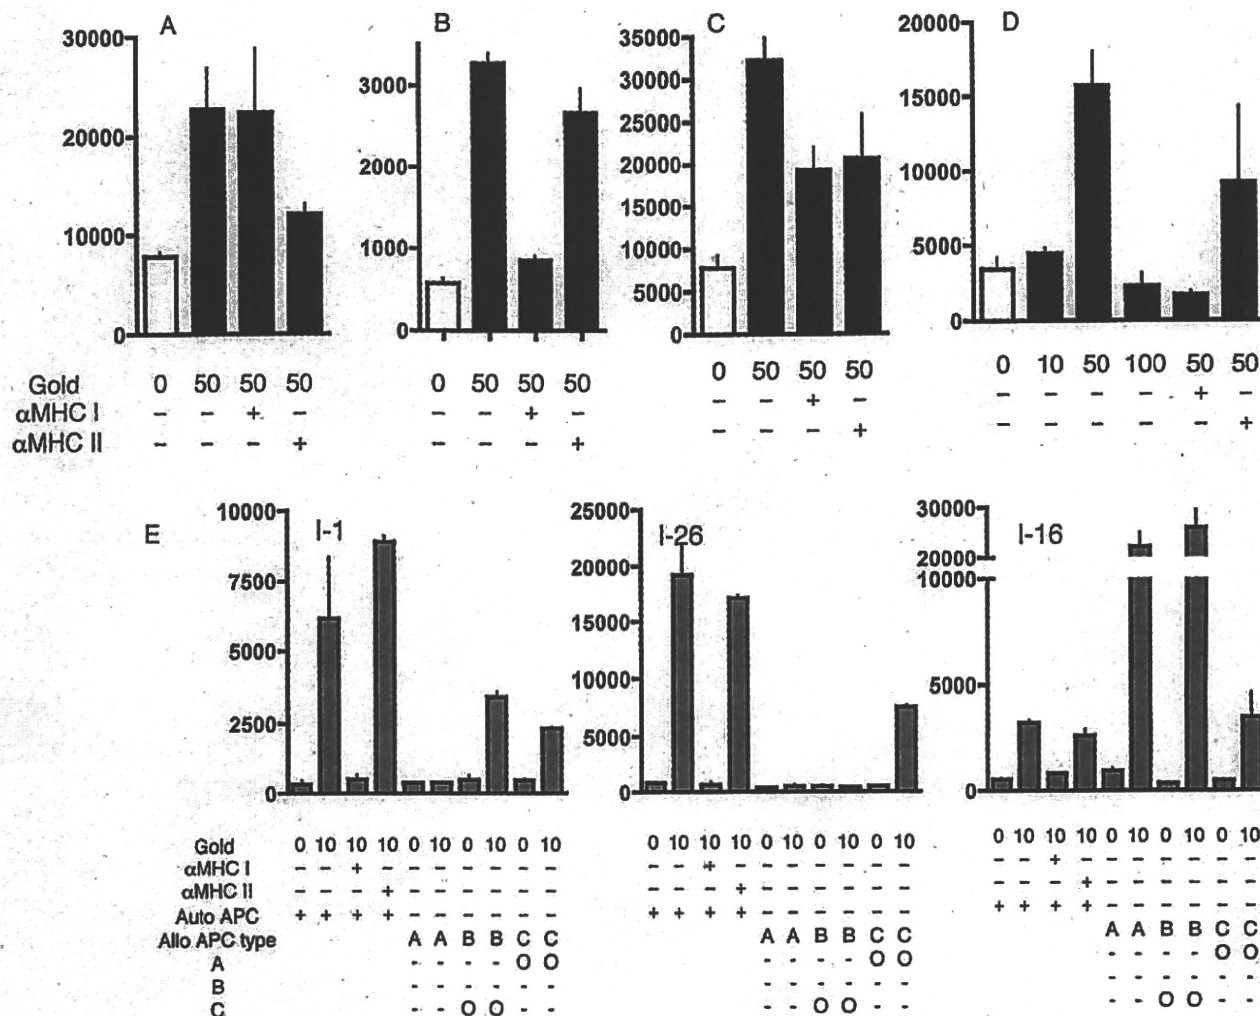 A B C D
30000 20000 10000 0
3000 2000 1000 0
35000 30000 25000 20000 15000 10000 5000 0
20000 15000 10000 5000 0
Gold 0 50 50 50 0 50 50 50 0 50 50 50 0 10 50 100 50 50
αMHC I - - + - - - + - - - + - - - - - + -
αMHC II - - - + - - - + - - - + - - - - - +
E I-1 I-26 I-16
10000 7500 5000 2500 0
25000 20000 15000 10000 5000 0
30000 20000 10000 5000 0
Gold 0 10 10 10 0 10 0 10 0 10 0 10 10 10 0 10 0 10 0 10 0 10 10 10 0 10 0 10 0 10
αMHC I - - + - - - - - - - - - + - - - - - - - - - + - - - - - - -
αMHC II - - - + - - - - - - - - - + - - - - - - - - - + - - - - - -
Auto APC + + + + - - - - - - + + + + - - - - - - + + + + - - - - - -
Allo APC type A A B B C C A A B B C C A A B B C C
A - - - - O O - - - - O O - - - - O O
B - - - - - - - - - - - - - - - - - -
C - - O O - - - - O O - - - - O O - -